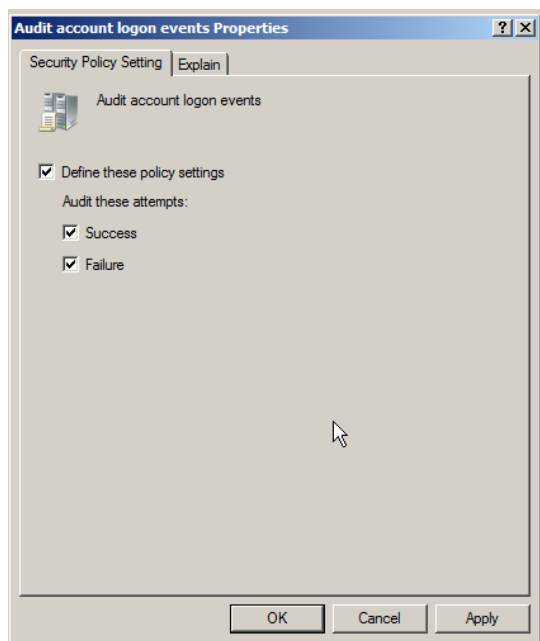 Audit account logon events Properties
Security Policy Setting
Explain
Audit account logon events
Define these policy settings
Audit these attempts:
Success
Failure
OK
Cancel
Apply